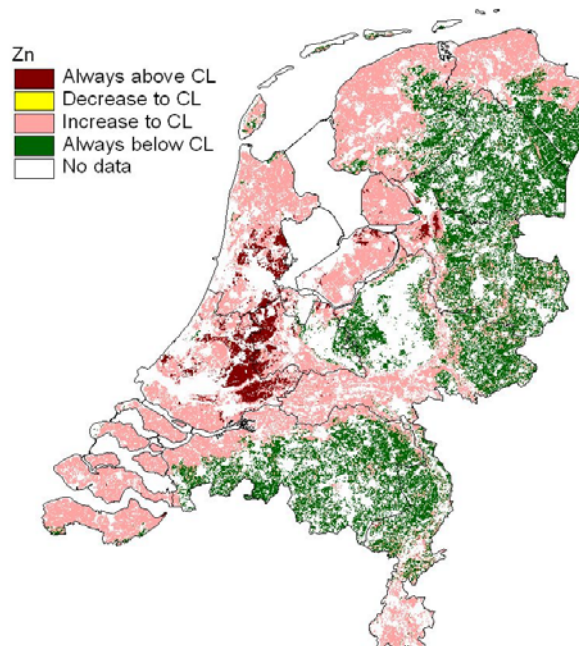 Zn
Always above CL
Decrease to CL
Increase to CL
Always below CL
No data